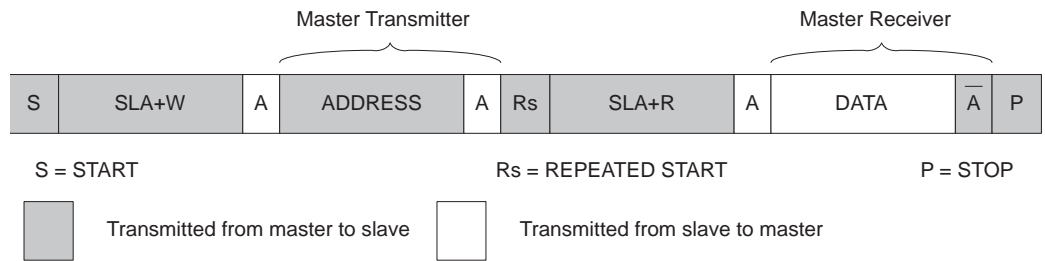 Master Transmitter Master Receiver
S SLA+W A ADDRESS A Rs SLA+R A DATA A̅ P
S = START Rs = REPEATED START P = STOP
Transmitted from master to slave Transmitted from slave to master